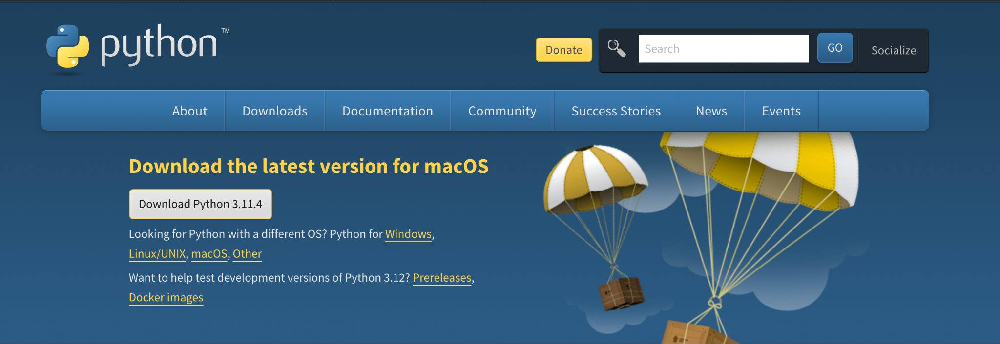 python™
Donate
Search
GO
Socialize
About
Downloads
Documentation
Community
Success Stories
News
Events
Download the latest version for macOS
Download Python 3.11.4
Looking for Python with a different OS? Python for Windows,
Linux/UNIX, macOS, Other
Want to help test development versions of Python 3.12? Prereleases,
Docker images